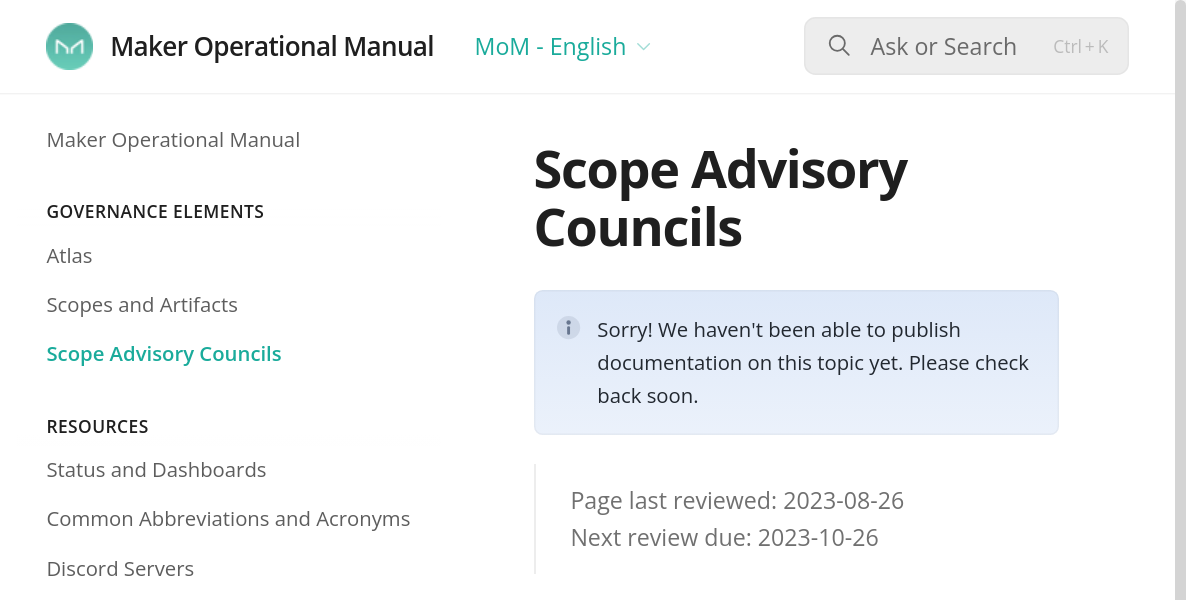 Maker Operational Manual
MoM - English
Ask or Search
Ctrl + K
Maker Operational Manual
GOVERNANCE ELEMENTS
Atlas
Scopes and Artifacts
Scope Advisory Councils
RESOURCES
Status and Dashboards
Common Abbreviations and Acronyms
Discord Servers
Scope Advisory
Councils
Sorry! We haven't been able to publish
documentation on this topic yet. Please check
back soon.
Page last reviewed: 2023-08-26
Next review due: 2023-10-26